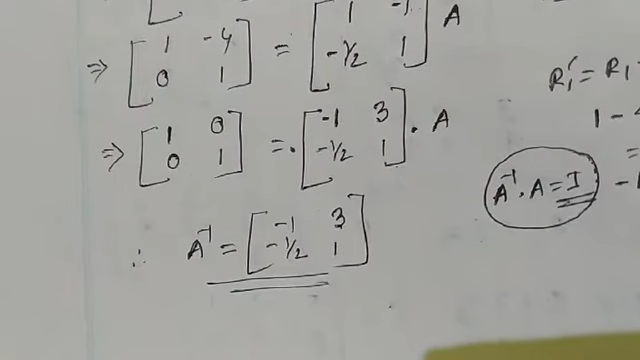 ⇒ [1 -4; 0 1] = [1 -1; -1/2 1] A
R₁' = R₁
⇒ [1 0; 0 1] = . [-1 3; -1/2 1] . A
1 -
=
A⁻¹ . A = I
∴ A⁻¹ = [-1 3; -1/2 1]